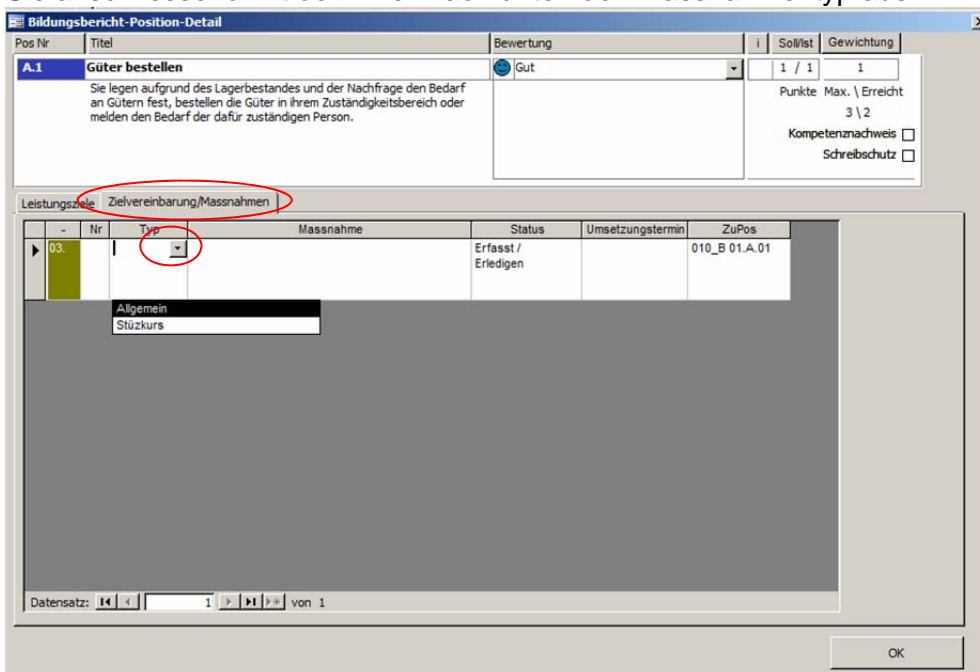 Bildungsbericht-Position-Detail
Pos Nr Titel Bewertung i Soll/Ist Gewichtung
A.1 Güter bestellen Gut 1 / 1 1
Sie legen aufgrund des Lagerbestandes und der Nachfrage den Bedarf
an Gütern fest, bestellen die Güter in ihrem Zuständigkeitsbereich oder
melden den Bedarf der dafür zuständigen Person.
Punkte Max. \ Erreicht
3 \ 2
Kompetenznachweis
Schreibschutz
Leistungsziele Zielvereinbarung/Massnahmen
- Nr Typ Massnahme Status Umsetzungstermin ZuPos
03. Erfasst / 010_B 01.A.01
Erledigen
Allgemein
Stüzkurs
Datensatz: 1 von 1
OK